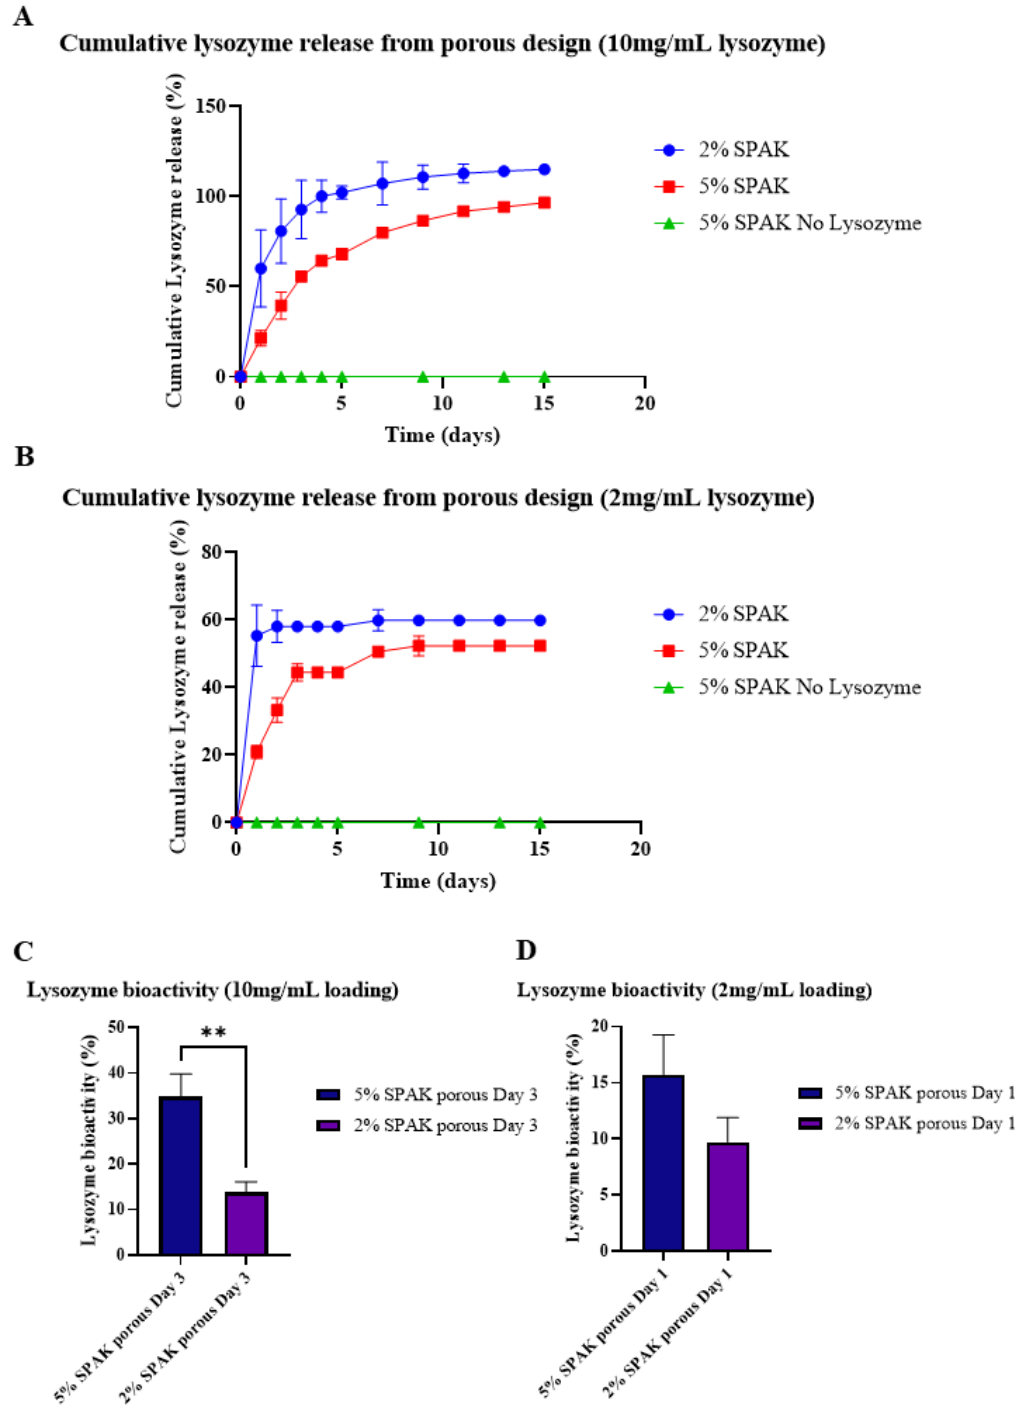 A
Cumulative lysozyme release from porous design (10mg/mL lysozyme)
Cumulative Lysozyme release (%)
150
100
50
0
0
5
10
15
20
Time (days)
2% SPAK
5% SPAK
5% SPAK No Lysozyme
B
Cumulative lysozyme release from porous design (2mg/mL lysozyme)
Cumulative Lysozyme release (%)
80
60
40
20
0
0
5
10
15
20
Time (days)
2% SPAK
5% SPAK
5% SPAK No Lysozyme
C
Lysozyme bioactivity (10mg/mL loading)
Lysozyme bioactivity (%)
50
40
30
20
10
0
**
5% SPAK porous Day 3
2% SPAK porous Day 3
5% SPAK porous Day 3
2% SPAK porous Day 3
D
Lysozyme bioactivity (2mg/mL loading)
Lysozyme bioactivity (%)
20
15
10
5
0
5% SPAK porous Day 1
2% SPAK porous Day 1
5% SPAK porous Day 1
2% SPAK porous Day 1